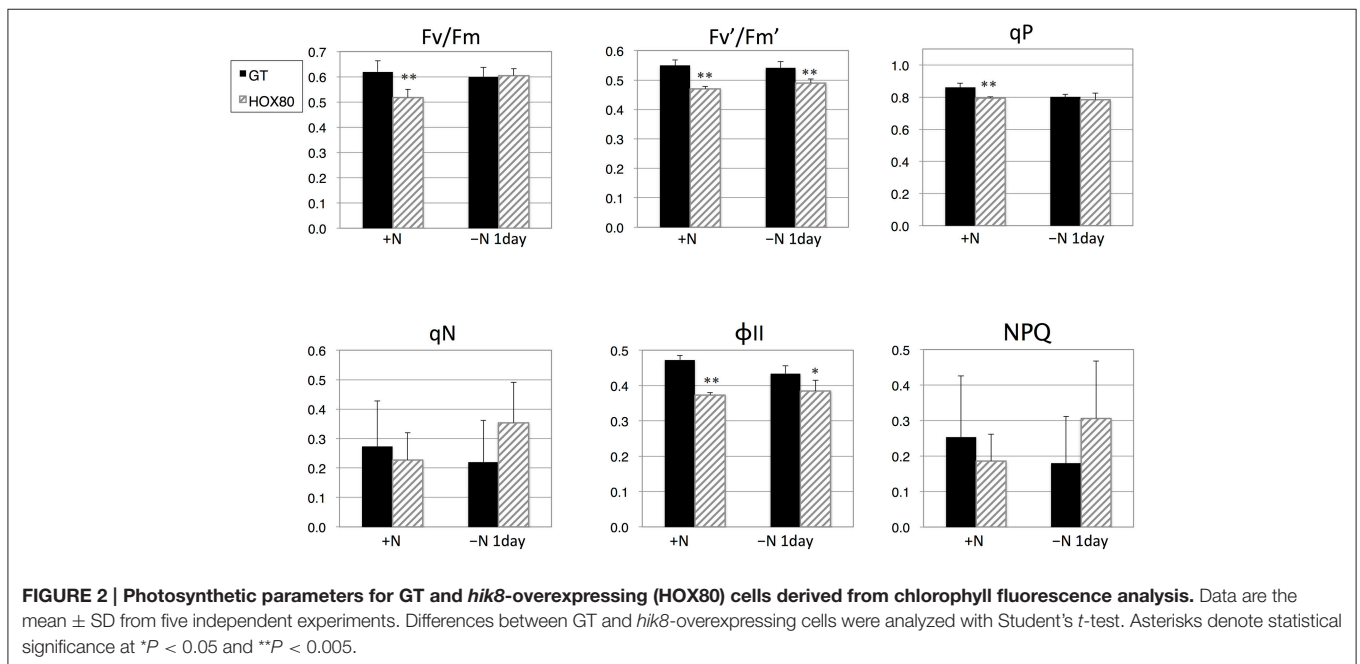 Fv/Fm
GT
HOX80
0.7
0.6
0.5
0.4
0.3
0.2
0.1
0.0
**
+N
−N 1day
Fv’/Fm’
0.6
0.5
0.4
0.3
0.2
0.1
0.0
**
**
+N
−N 1day
qP
1.0
0.8
0.6
0.4
0.2
0.0
**
+N
−N 1day
qN
0.6
0.5
0.4
0.3
0.2
0.1
0.0
+N
−N 1day
ϕII
0.5
0.4
0.3
0.2
0.1
0.0
**
*
+N
−N 1day
NPQ
0.5
0.4
0.3
0.2
0.1
0.0
+N
−N 1day
FIGURE 2 | Photosynthetic parameters for GT and hik8-overexpressing (HOX80) cells derived from chlorophyll fluorescence analysis. Data are the
mean ± SD from five independent experiments. Differences between GT and hik8-overexpressing cells were analyzed with Student’s t-test. Asterisks denote statistical
significance at *P < 0.05 and **P < 0.005.